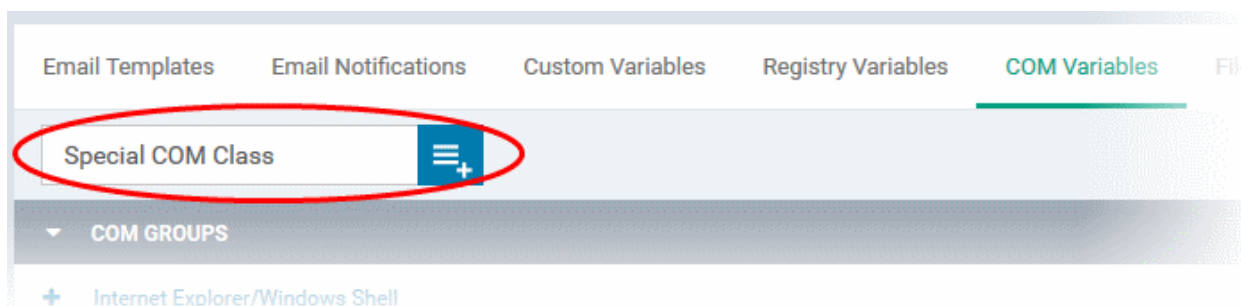 Email Templates Email Notifications Custom Variables Registry Variables COM Variables
Special COM Class
COM GROUPS
Internet Explorer/Windows Shell